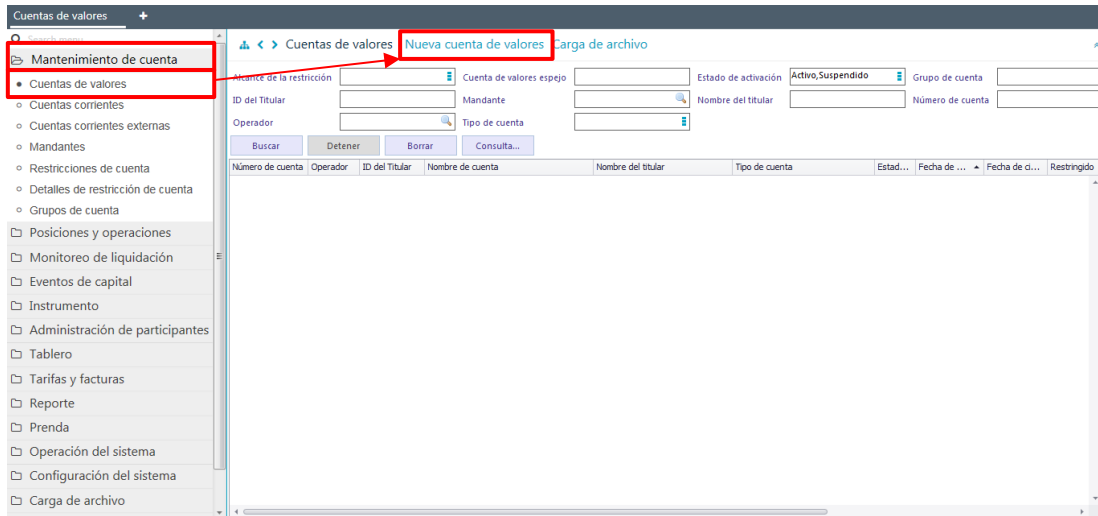 Cuentas de valores +
Search menu
Mantenimiento de cuenta
Cuentas de valores
Cuentas corrientes
Cuentas corrientes externas
Mandantes
Restricciones de cuenta
Detalles de restricción de cuenta
Grupos de cuenta
Posiciones y operaciones
Monitoreo de liquidación
Eventos de capital
Instrumento
Administración de participantes
Tablero
Tarifas y facturas
Reporte
Prenda
Operación del sistema
Configuración del sistema
Carga de archivo
Cuentas de valores Nueva cuenta de valores Carga de archivo
Alcance de la restricción Cuenta de valores espejo Estado de activación Activo,Suspendido Grupo de cuenta
ID del Titular Mandante Nombre del titular Número de cuenta
Operador Tipo de cuenta
Buscar Detener Borrar Consulta...
Número de cuenta Operador ID del Titular Nombre de cuenta Nombre del titular Tipo de cuenta Estad... Fecha de ... Fecha de ci... Restringido